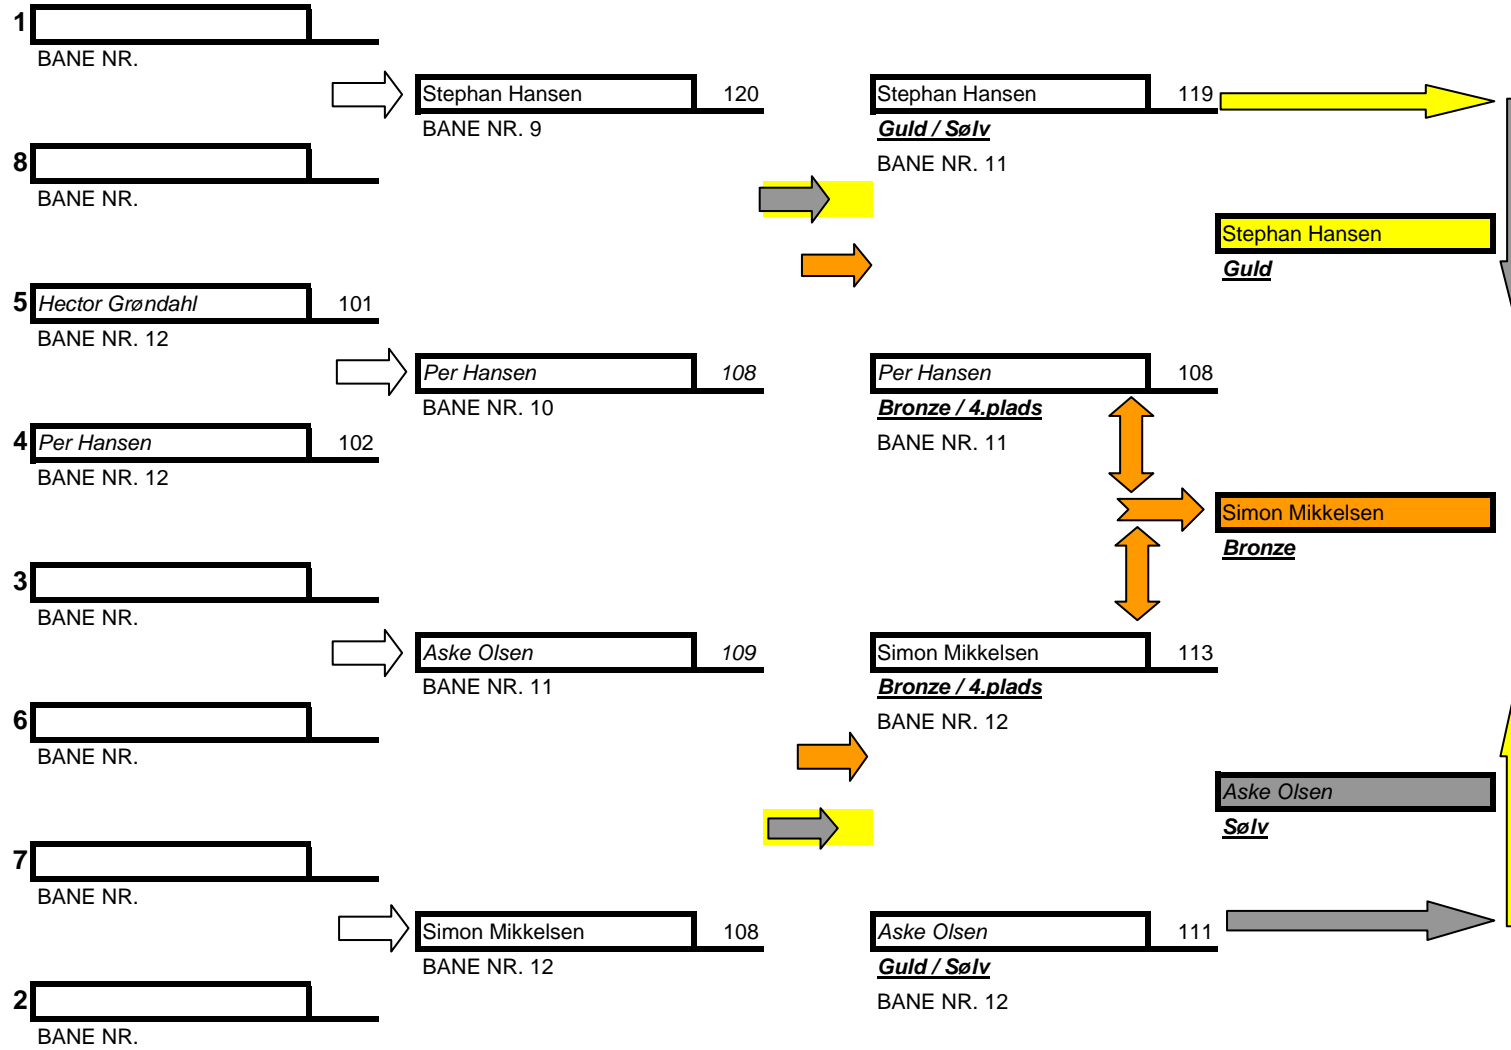 1
BANE NR.
Stephan Hansen 120
BANE NR. 9
Stephan Hansen 119
Guld / Sølv
BANE NR. 11
8
BANE NR.
Stephan Hansen
Guld
5 Hector Grøndahl 101
BANE NR. 12
Per Hansen 108
BANE NR. 10
Per Hansen 108
Bronze / 4.plads
BANE NR. 11
4 Per Hansen 102
BANE NR. 12
Simon Mikkelsen
Bronze
3
BANE NR.
Aske Olsen 109
BANE NR. 11
Simon Mikkelsen 113
Bronze / 4.plads
BANE NR. 12
6
BANE NR.
Aske Olsen
Sølv
7
BANE NR.
Simon Mikkelsen 108
BANE NR. 12
Aske Olsen 111
Guld / Sølv
BANE NR. 12
2
BANE NR.